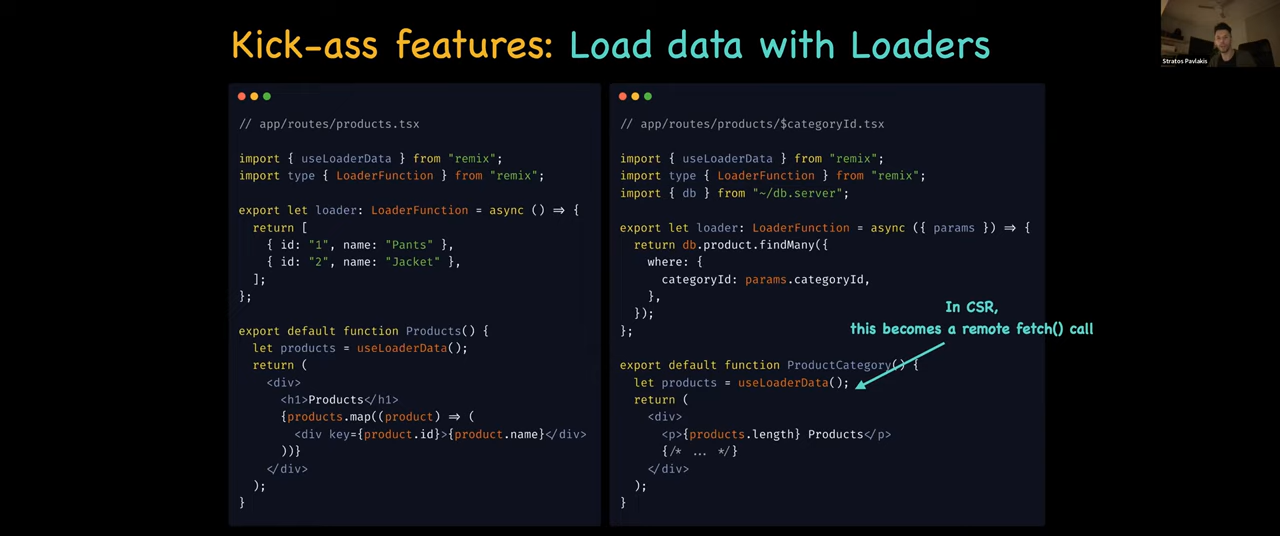 Kick-ass features: Load data with Loaders
Stratos Pavlakis
// app/routes/products.tsx
import { useLoaderData } from "remix";
import type { LoaderFunction } from "remix";
export let loader: LoaderFunction = async () => {
return [
{ id: "1", name: "Pants" },
{ id: "2", name: "Jacket" },
];
};
export default function Products() {
let products = useLoaderData();
return (
<div>
<h1>Products</h1>
{products.map((product) => (
<div key={product.id}>{product.name}</div>
))}
</div>
);
}
// app/routes/products/$categoryId.tsx
import { useLoaderData } from "remix";
import type { LoaderFunction } from "remix";
import { db } from "~/db.server";
export let loader: LoaderFunction = async ({ params }) => {
return db.product.findMany({
where: {
categoryId: params.categoryId,
},
});
};
In CSR,
this becomes a remote fetch() call
export default function ProductCategory() {
let products = useLoaderData();
return (
<div>
<p>{products.length} Products</p>
{/* ... */}
</div>
);
}